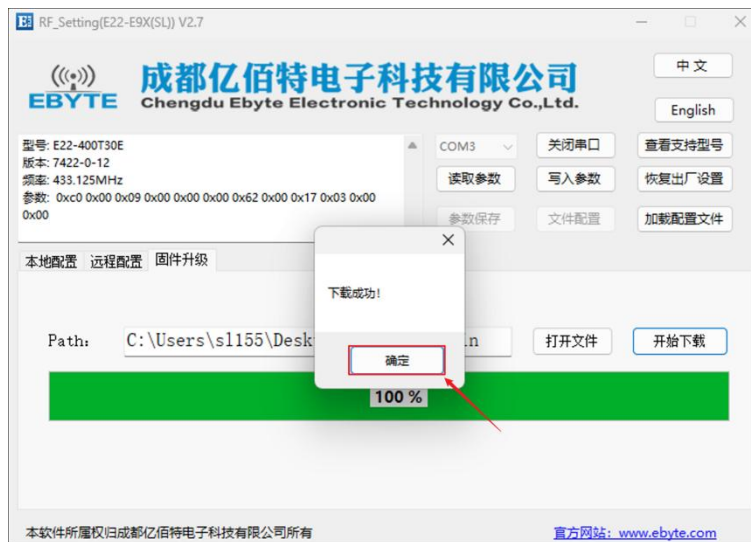 RF_Setting(E22-E9X(SL)) V2.7
EBYTE
成都亿佰特电子科技有限公司
Chengdu Ebyte Electronic Technology Co.,Ltd.
中 文
English
型号: E22-400T30E
版本: 7422-0-12
频率: 433.125MHz
参数: 0xc0 0x00 0x09 0x00 0x00 0x00 0x62 0x00 0x17 0x03 0x00
0x00
COM3
关闭串口
查看支持型号
读取参数
写入参数
恢复出厂设置
参数保存
文件配置
加载配置文件
本地配置 远程配置 固件升级
下载成功!
Path: C:\Users\sl155\Desk
打开文件
开始下载
确定
100 %
本软件所属权归成都亿佰特电子科技有限公司所有
官方网站: www.ebyte.com